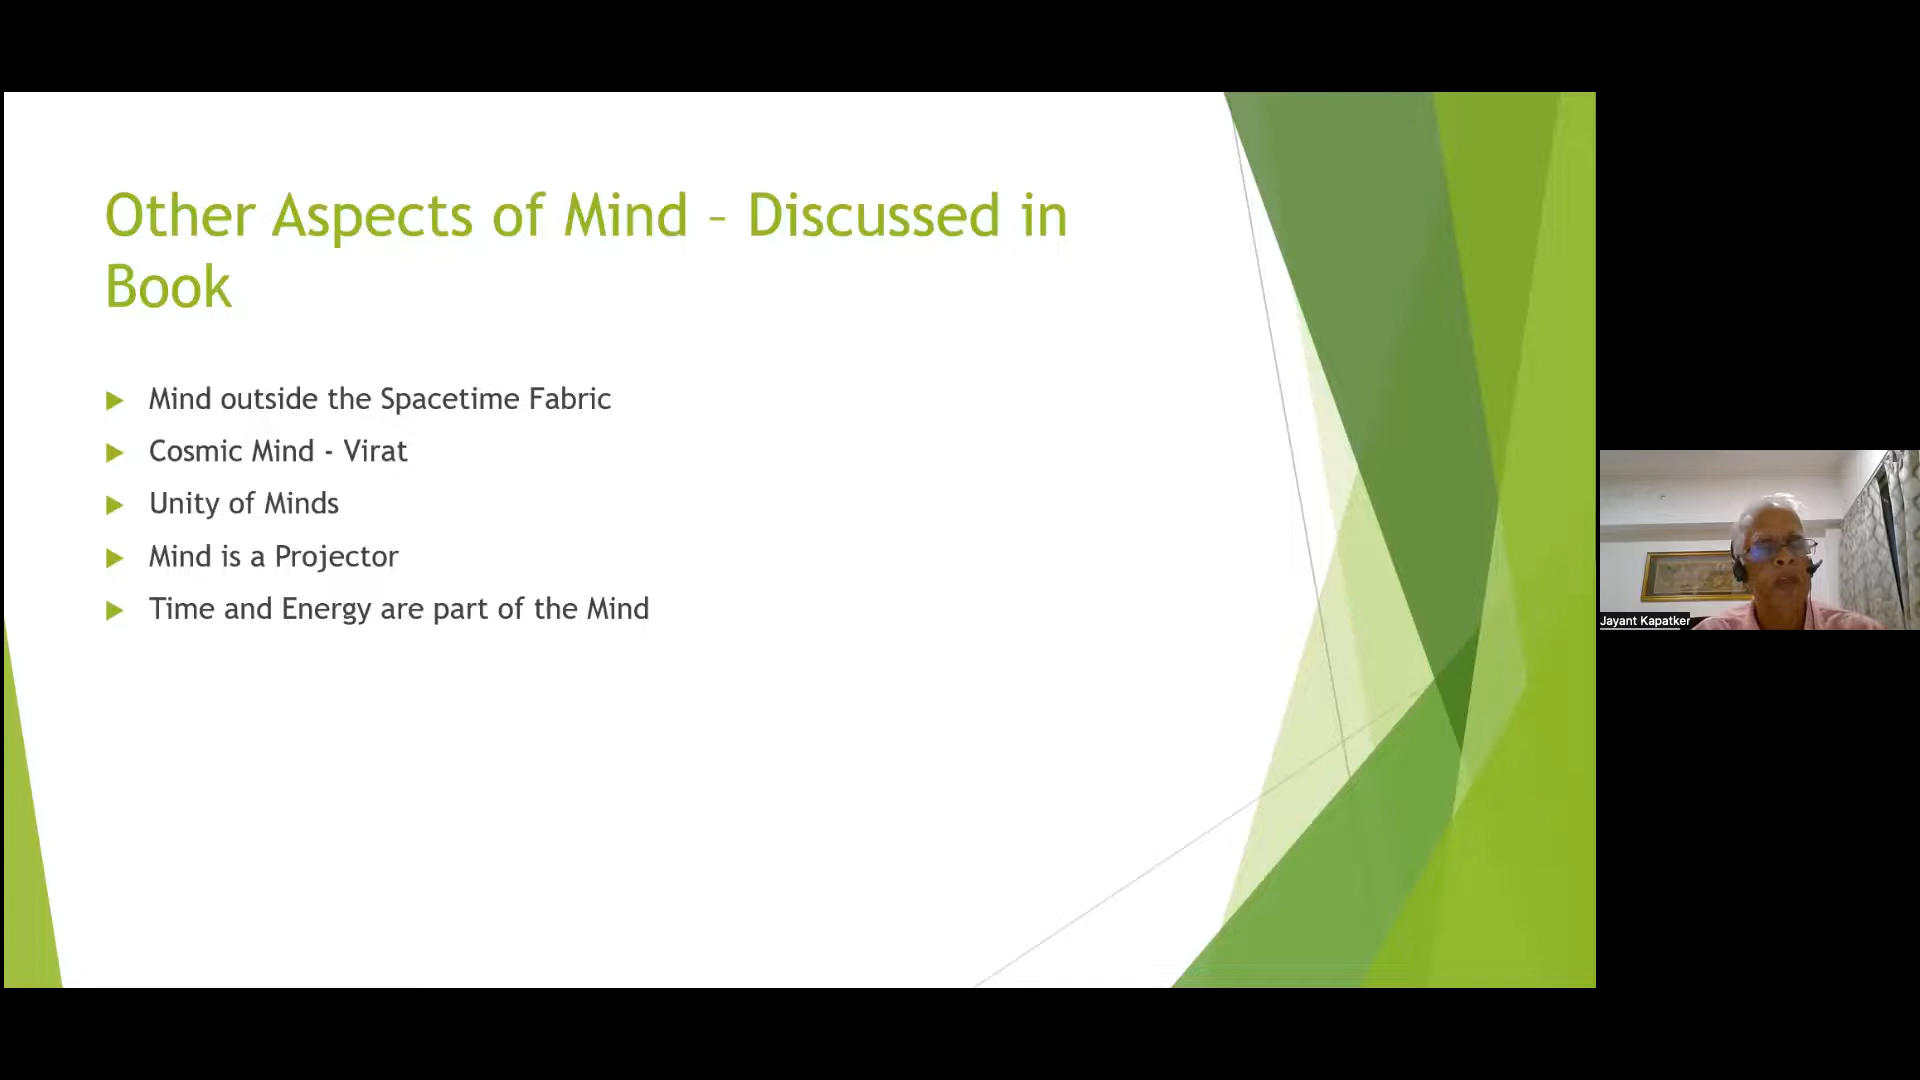 Other Aspects of Mind – Discussed in
Book
Mind outside the Spacetime Fabric
Cosmic Mind - Virat
Unity of Minds
Mind is a Projector
Time and Energy are part of the Mind
Jayant Kapatker